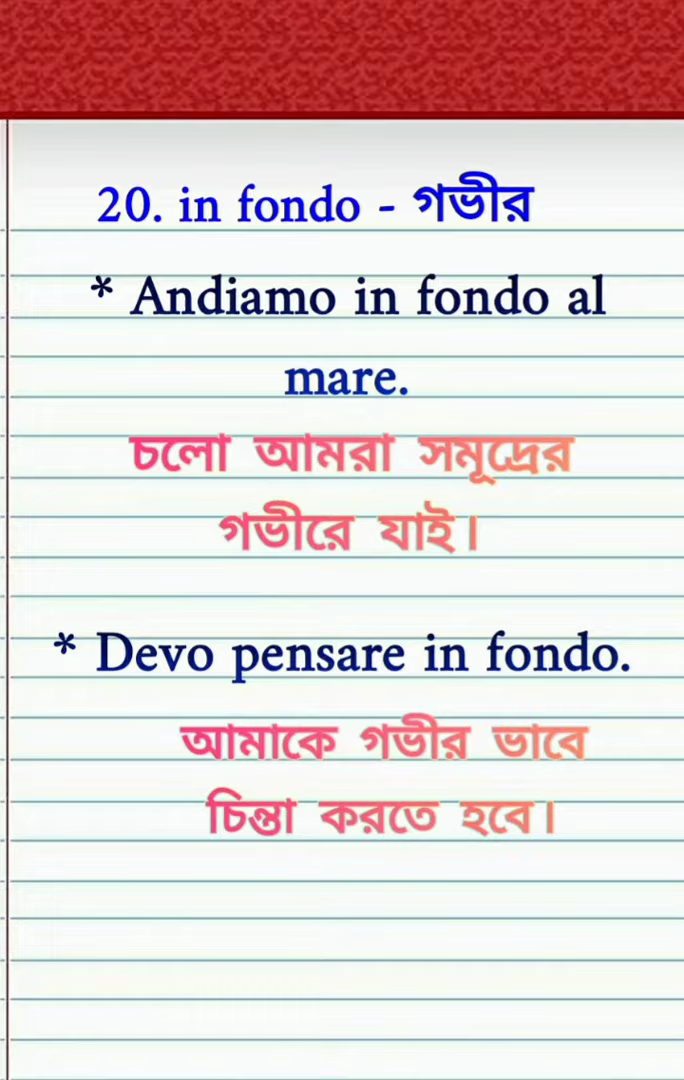 20. in fondo - গভীর
* Andiamo in fondo al
mare.
চলো আমরা সমূদ্রের
গভীরে যাই।
* Devo pensare in fondo.
আমাকে গভীর ভাবে
চিন্তা করতে হবে।